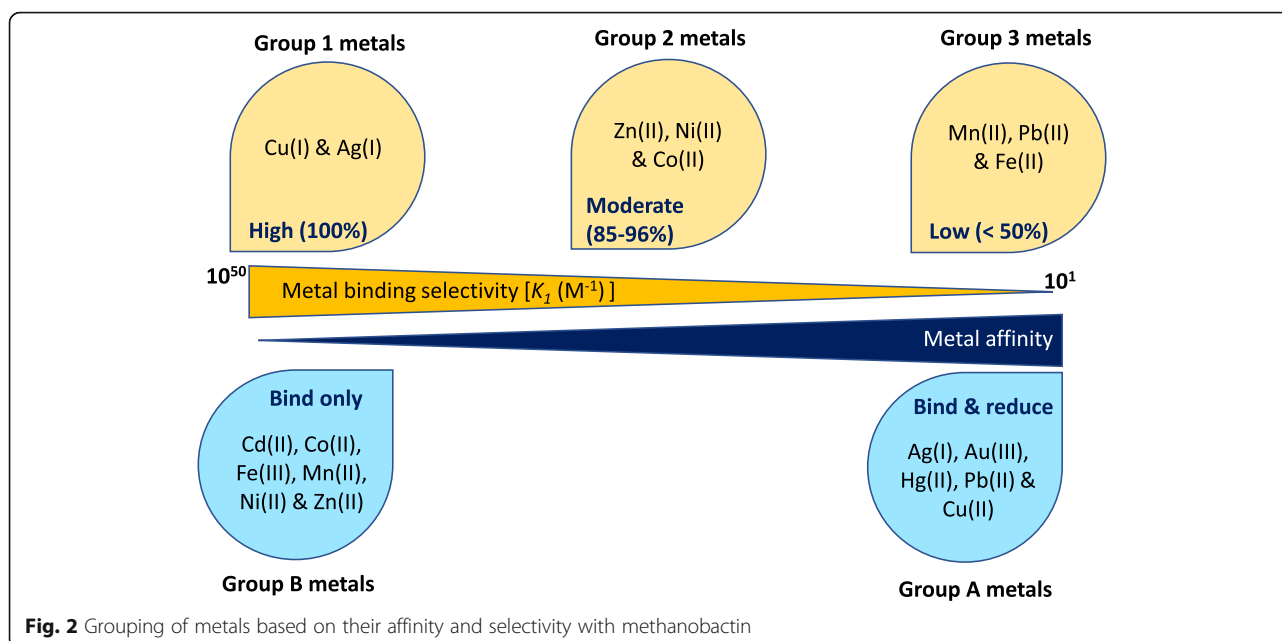 Group 1 metals
Group 2 metals
Group 3 metals
Cu(I) & Ag(I)
High (100%)
Zn(II), Ni(II)
& Co(II)
Moderate
(85-96%)
Mn(II), Pb(II)
& Fe(II)
Low (< 50%)
10⁵⁰
Metal binding selectivity [K₁ (M⁻¹) ]
10¹
Metal affinity
Bind only
Cd(II), Co(II),
Fe(III), Mn(II),
Ni(II) & Zn(II)
Group B metals
Bind & reduce
Ag(I), Au(III),
Hg(II), Pb(II) &
Cu(II)
Group A metals
Fig. 2 Grouping of metals based on their affinity and selectivity with methanobactin